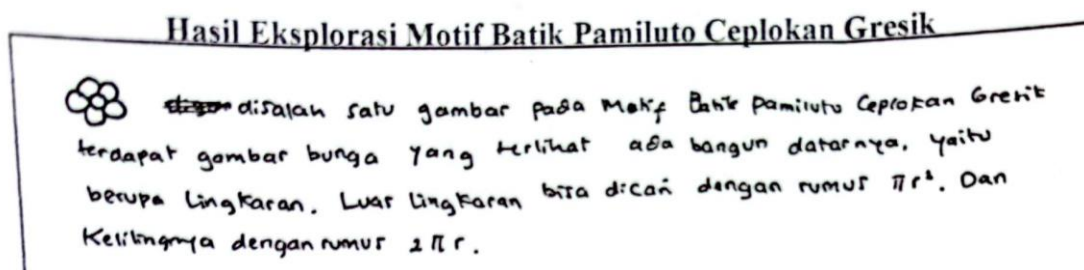 Hasil Eksplorasi Motif Batik Pamiluto Ceplokan Gresik
disalah satu gambar pada Motif Batik Pamiluto Ceplokan Gresik
terdapat gambar bunga yang terlihat ada bangun datarnya, yaitu
berupa Lingkaran. Luas Lingkaran bisa dicari dengan rumus πr². Dan
Kelilingnya dengan rumus 2πr.